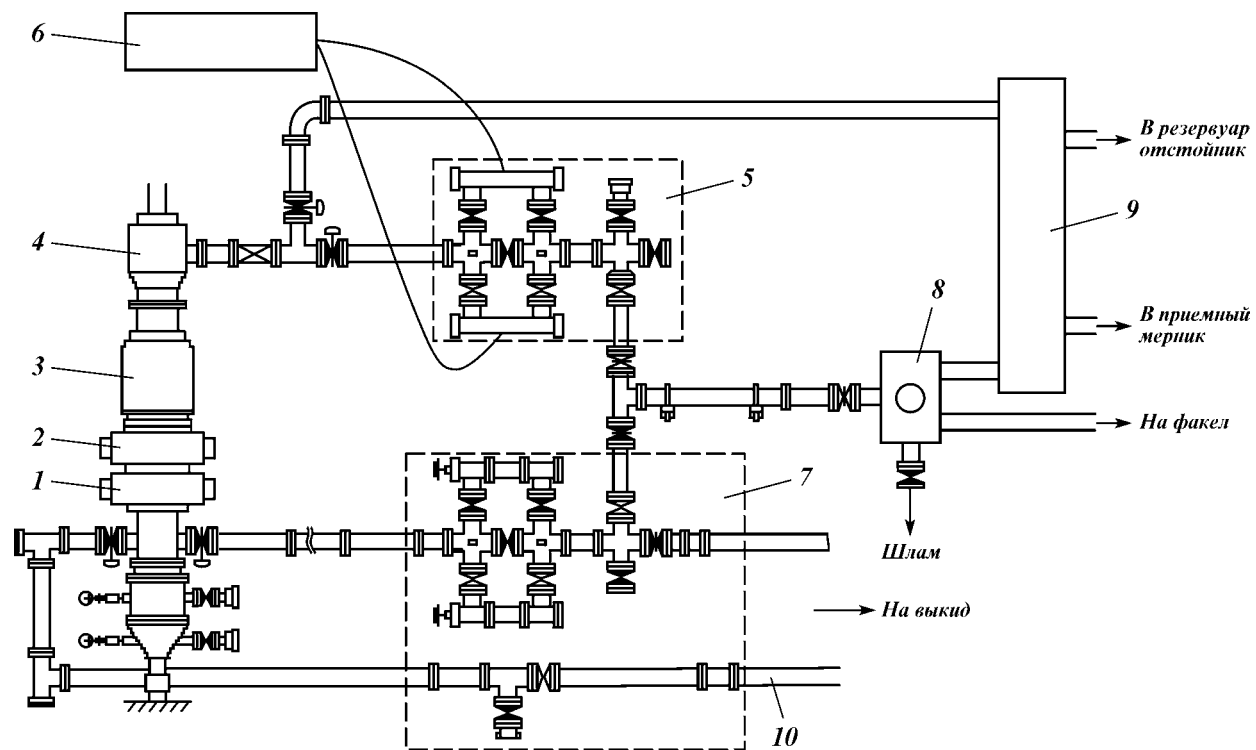 6
5
В резервуар
отстойник
9
4
8
В приемный
мерник
3
На факел
2
7
1
Шлам
На выкид
10